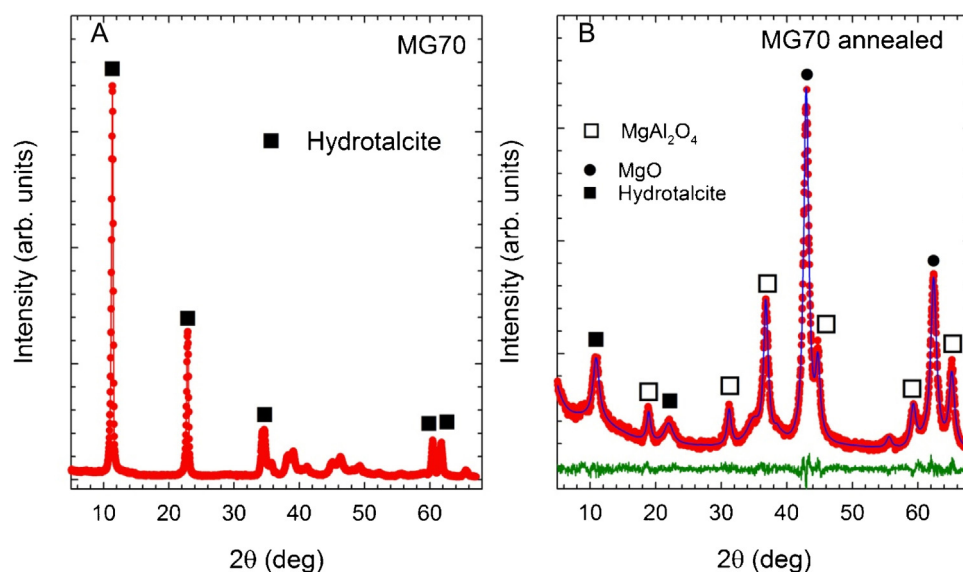 A
MG70
Hydrotalcite
Intensity (arb. units)
10 20 30 40 50 60
2θ (deg)
B
MG70 annealed
MgAl₂O₄
MgO
Hydrotalcite
Intensity (arb. units)
10 20 30 40 50 60
2θ (deg)